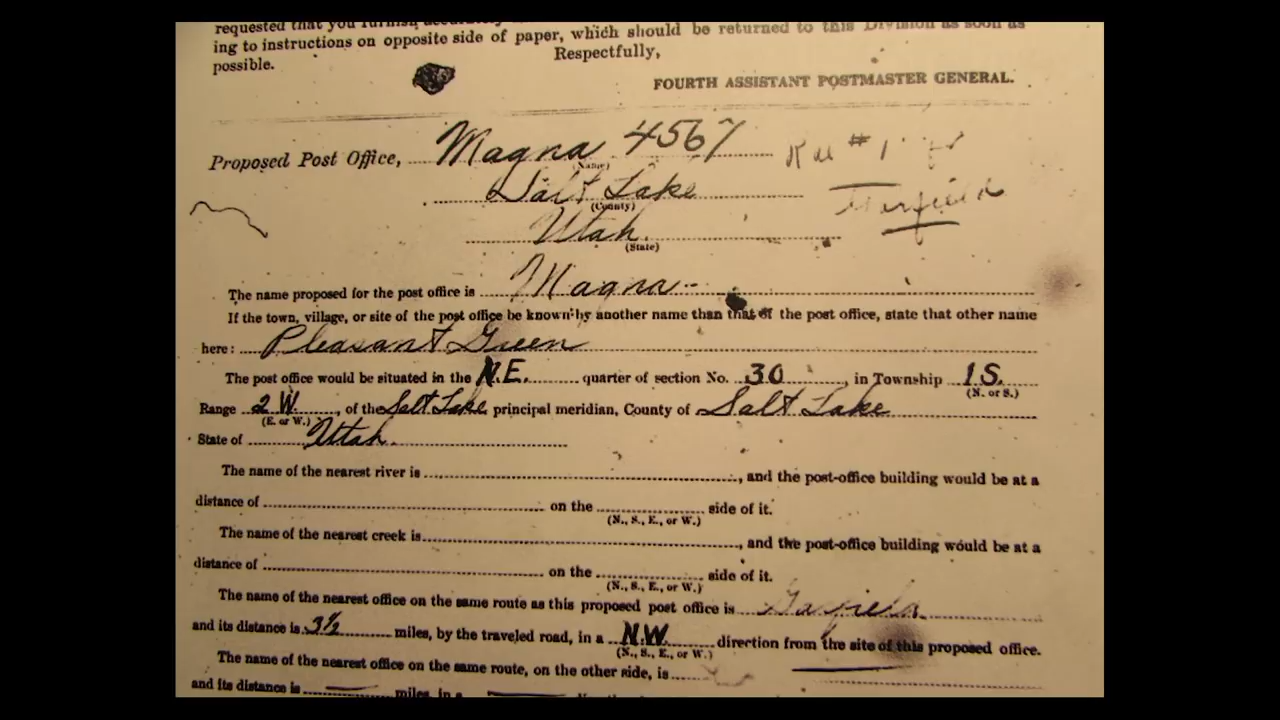 requested that you furnish accurately
ing to instructions on opposite side of paper, which should be returned to this Division as soon as
possible.
Respectfully,
FOURTH ASSISTANT POSTMASTER GENERAL.
Proposed Post Office, Magna 4567
(Name)
#1
Salt Lake
(County)
Garfield
Utah.
(State)
The name proposed for the post office is Magna
If the town, village, or site of the post office be known by another name than that of the post office, state that other name
here: Pleasant Green
The post office would be situated in the N.E. quarter of section No. 30, in Township 1 S.
(N. or S.)
Range 2 W., of the Salt Lake principal meridian, County of Salt Lake
(E. or W.)
State of Utah.
The name of the nearest river is , and the post-office building would be at a
distance of on the side of it.
(N., S., E., or W.)
The name of the nearest creek is , and the post-office building would be at a
distance of on the side of it.
(N., S., E., or W.)
The name of the nearest office on the same route as this proposed post office is Garfield
and its distance is 3½ miles, by the traveled road, in a N.W. direction from the site of this proposed office.
(N., S., E., or W.)
The name of the nearest office on the same route, on the other side, is
and its distance is miles, in a